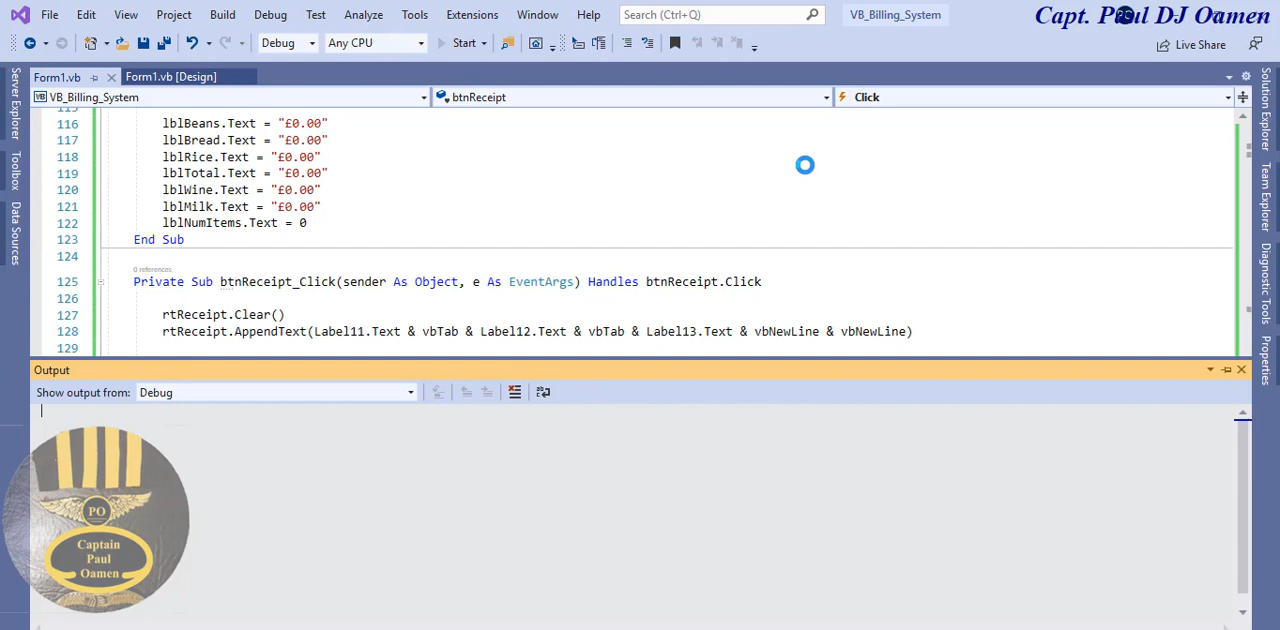 File Edit View Project Build Debug Test Analyze Tools Extensions Window Help Search (Ctrl+Q) VB_Billing_System
Capt. Paul DJ Oamen
Debug Any CPU Start Live Share
Form1.vb Form1.vb [Design]
VB_Billing_System btnReceipt Click
Server Explorer
Toolbox
Data Sources
Solution Explorer
Team Explorer
Diagnostic Tools
Properties
115
116 lblBeans.Text = "£0.00"
117 lblBread.Text = "£0.00"
118 lblRice.Text = "£0.00"
119 lblTotal.Text = "£0.00"
120 lblWine.Text = "£0.00"
121 lblMilk.Text = "£0.00"
122 lblNumItems.Text = 0
123 End Sub
124
0 references
125 Private Sub btnReceipt_Click(sender As Object, e As EventArgs) Handles btnReceipt.Click
126
127 rtReceipt.Clear()
128 rtReceipt.AppendText(Label11.Text & vbTab & Label12.Text & vbTab & Label13.Text & vbNewLine & vbNewLine)
129
Output
Show output from: Debug
PO
Captain
Paul
Oamen